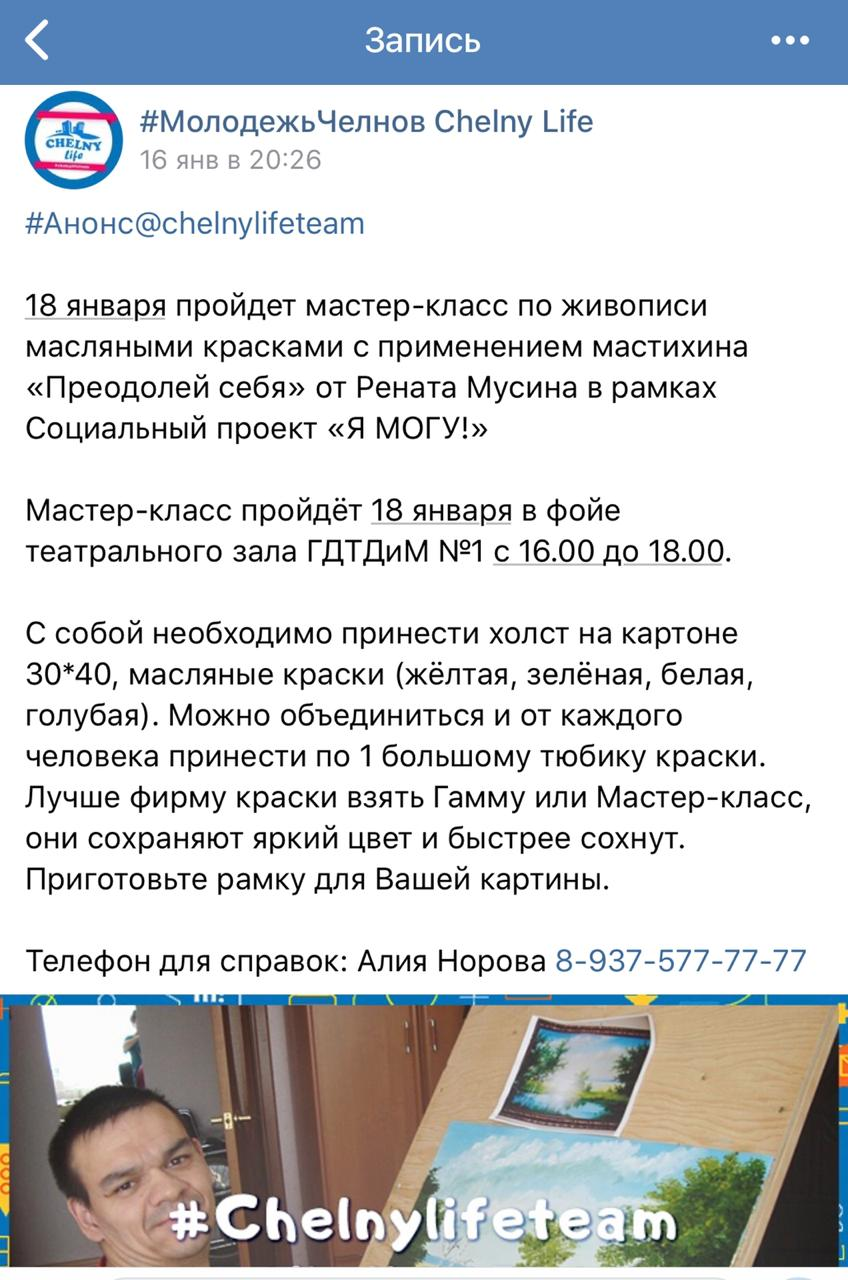 Запись
CHELNY
life
#МолодежьЧелнов Chelny Life
16 янв в 20:26
#Анонс@chelnylifeteam
18 января пройдет мастер-класс по живописи
масляными красками с применением мастихина
«Преодолей себя» от Рената Мусина в рамках
Социальный проект «Я МОГУ!»
Мастер-класс пройдёт 18 января в фойе
театрального зала ГДТДиМ №1 с 16.00 до 18.00.
С собой необходимо принести холст на картоне
30*40, масляные краски (жёлтая, зелёная, белая,
голубая). Можно объединиться и от каждого
человека принести по 1 большому тюбику краски.
Лучше фирму краски взять Гамму или Мастер-класс,
они сохраняют яркий цвет и быстрее сохнут.
Приготовьте рамку для Вашей картины.
Телефон для справок: Алия Норова 8-937-577-77-77
#Chelnylifeteam